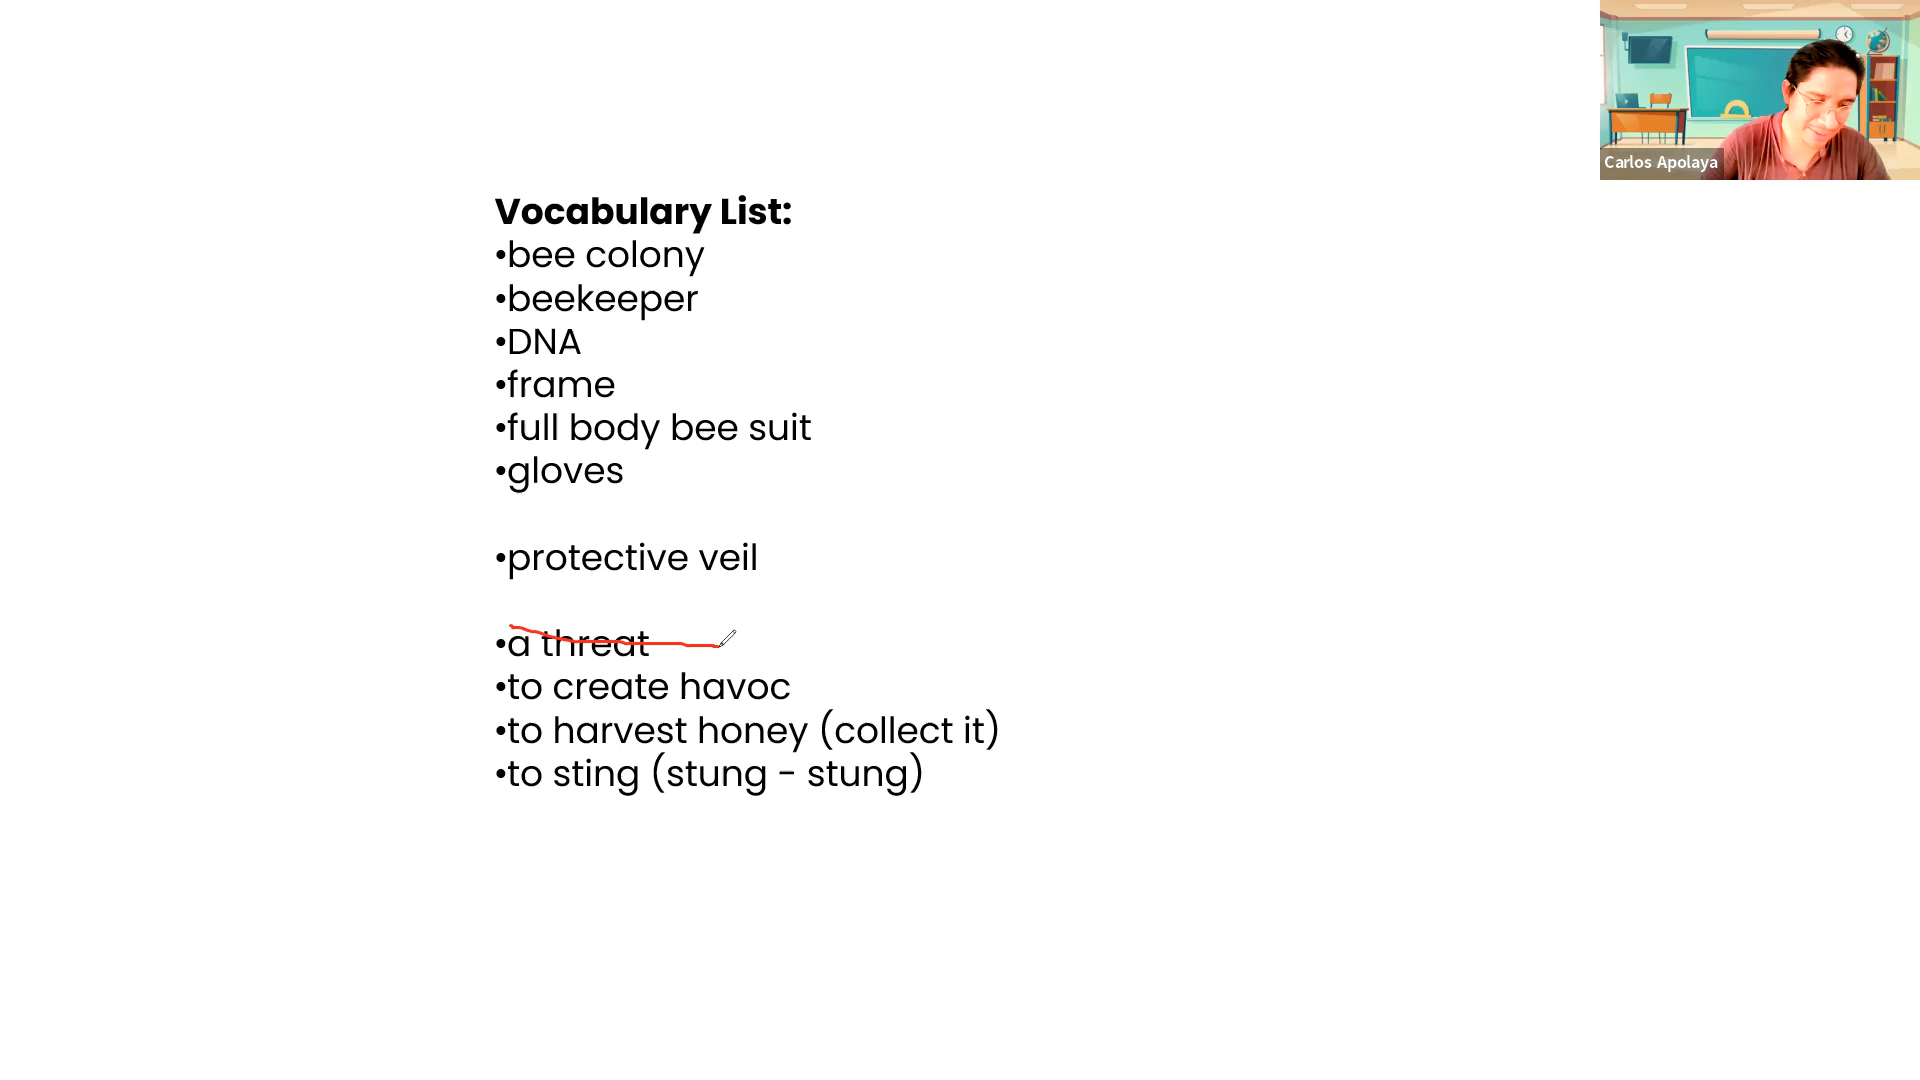 Vocabulary List:
•bee colony
•beekeeper
•DNA
•frame
•full body bee suit
•gloves
•protective veil
•a threat
•to create havoc
•to harvest honey (collect it)
•to sting (stung - stung)
Carlos Apolaya